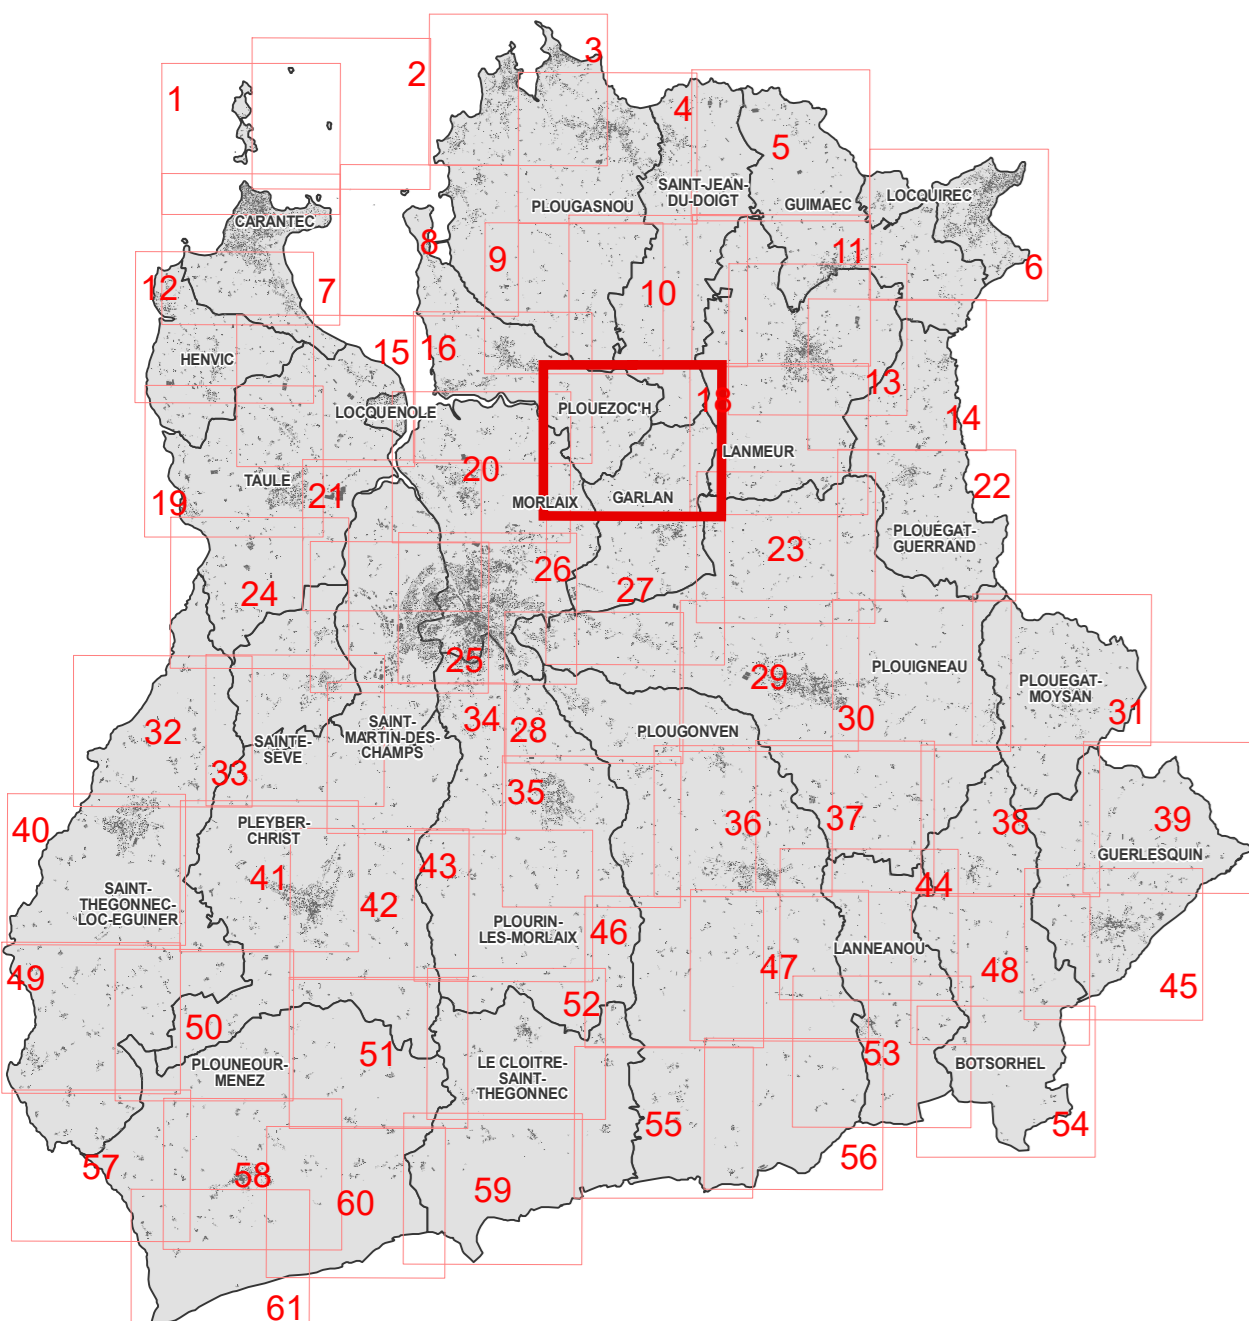 3
2
1
4
5
SAINT-JEAN-
DU-DOIGT
LOCQUIREC
PLOUGASNOU
GUIMAEC
CARANTEC
8
9
11
6
12
7
10
15
16
HENVIC
13
18
PLOUEZOC'H
LOCQUENOLE
14
LANMEUR
20
TAULE
22
21
19
MORLAIX
GARLAN
PLOUEGAT-
GUERRAND
23
26
27
24
25
PLOUIGNEAU
29
PLOUEGAT-
MOYSAN
31
30
34
28
32
SAINT-
MARTIN-DES-
CHAMPS
PLOUGONVEN
SAINTE-
SEVE
33
35
40
PLEYBER-
CHRIST
36
37
38
39
GUERLESQUIN
43
41
44
SAINT-
THEGONNEC-
LOC-EGUINER
42
PLOURIN-
LES-MORLAIX
46
LANNEANOU
47
48
49
45
52
50
51
53
PLOUNEOUR-
MENEZ
LE CLOITRE-
SAINT-
THEGONNEC
BOTSORHEL
55
54
56
57
58
59
60
61